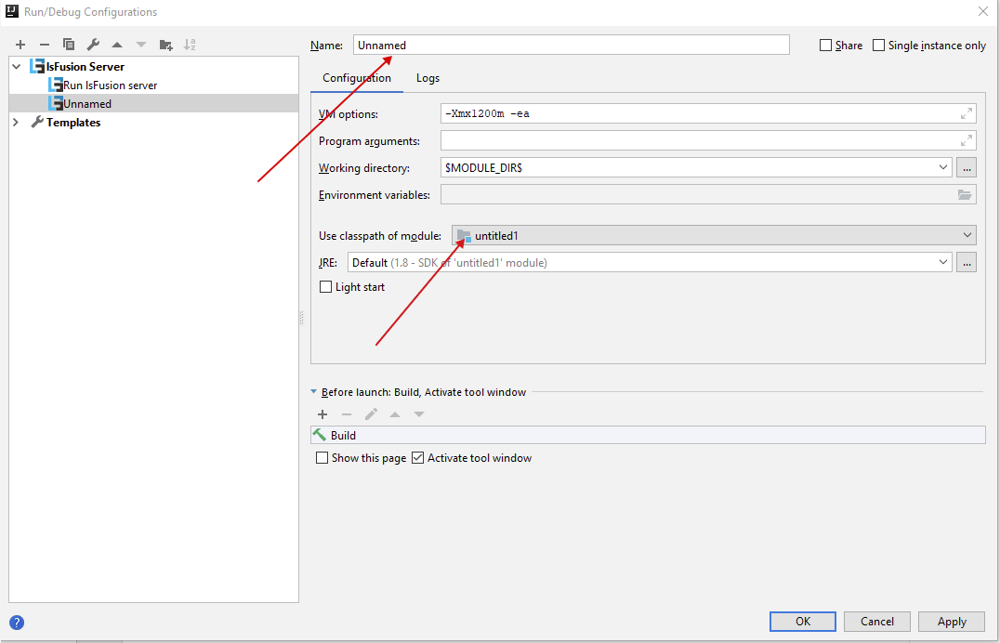 Run/Debug Configurations
Name: Unnamed
Share
Single instance only
lsFusion Server
Run lsFusion server
Unnamed
Templates
Configuration
Logs
VM options: -Xmx1200m -ea
Program arguments:
Working directory: $MODULE_DIR$ ...
Environment variables:
Use classpath of module: untitled1
JRE: Default (1.8 - SDK of 'untitled1' module) ...
Light start
Before launch: Build, Activate tool window
Build
Show this page
Activate tool window
?
OK
Cancel
Apply